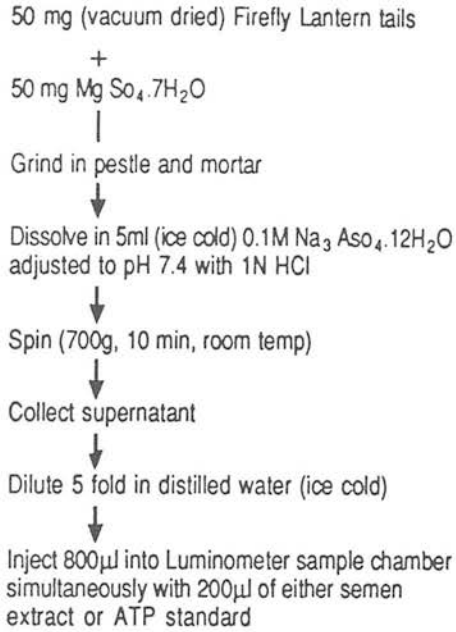 50 mg (vacuum dried) Firefly Lantern tails
+
50 mg Mg So₄.7H₂O
Grind in pestle and mortar
Dissolve in 5ml (ice cold) 0.1M Na₃ Aso₄.12H₂O
adjusted to pH 7.4 with 1N HCl
Spin (700g, 10 min, room temp)
Collect supernatant
Dilute 5 fold in distilled water (ice cold)
Inject 800μl into Luminometer sample chamber
simultaneously with 200μl of either semen
extract or ATP standard